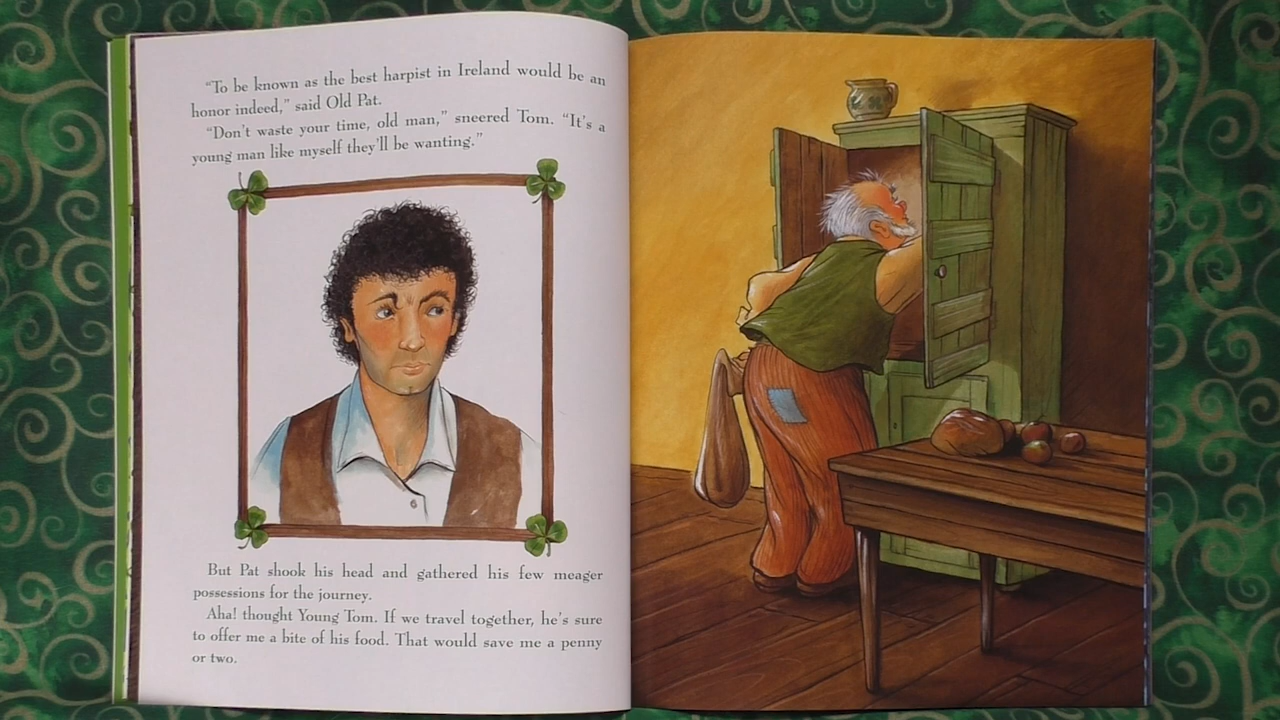 “To be known as the best harpist in Ireland would be an
honor indeed,” said Old Pat.
“Don’t waste your time, old man,” sneered Tom. “It’s a
young man like myself they’ll be wanting.”
But Pat shook his head and gathered his few meager
possessions for the journey.
Aha! thought Young Tom. If we travel together, he’s sure
to offer me a bite of his food. That would save me a penny
or two.